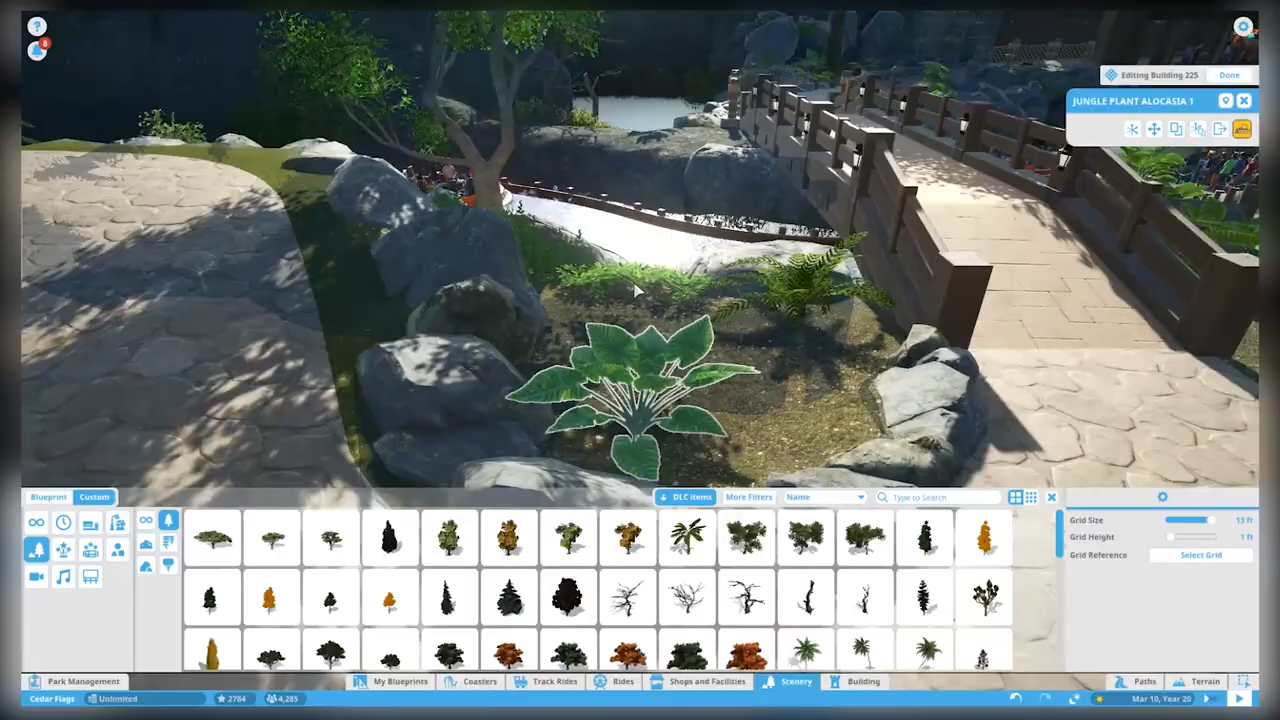 ?
8
Editing Building 225 Done
JUNGLE PLANT ALOCASIA 1
Blueprint Custom DLC items More Filters Name Type to Search
Grid Size 13 ft
Grid Height 1 ft
Grid Reference Select Grid
Park Management My Blueprints Coasters Track Rides Rides Shops and Facilities Scenery Building Paths Terrain
Cedar Flags Unlimited 2784 4,285 Mar 10, Year 20